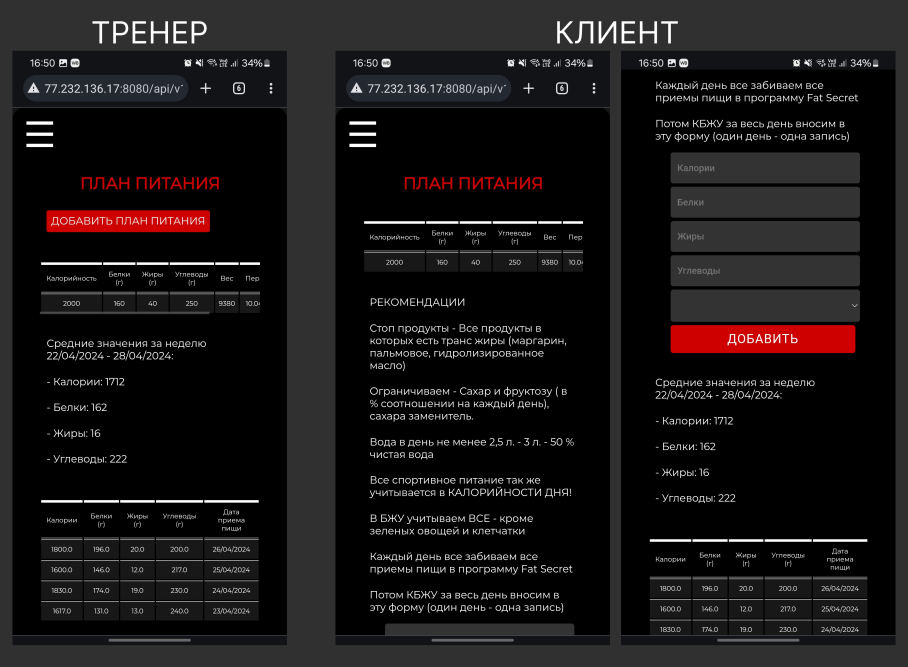 ТРЕНЕР
16:50 34%
77.232.136.17:8080/api/v 6
ПЛАН ПИТАНИЯ
ДОБАВИТЬ ПЛАН ПИТАНИЯ
Калорийность Белки (г) Жиры (г) Углеводы (г) Вес Пер
2000 160 40 250 9380 10.04
Средние значения за неделю
22/04/2024 - 28/04/2024:
- Калории: 1712
- Белки: 162
- Жиры: 16
- Углеводы: 222
Калории Белки (г) Жиры (г) Углеводы (г) Дата приема пищи
1800.0 196.0 20.0 200.0 26/04/2024
1600.0 146.0 12.0 217.0 25/04/2024
1830.0 174.0 19.0 230.0 24/04/2024
1617.0 131.0 13.0 240.0 23/04/2024
КЛИЕНТ
16:50 34%
77.232.136.17:8080/api/v 6
ПЛАН ПИТАНИЯ
Калорийность Белки (г) Жиры (г) Углеводы (г) Вес Пер
2000 160 40 250 9380 10.04
РЕКОМЕНДАЦИИ
Стоп продукты - Все продукты в
которых есть транс жиры (маргарин,
пальмовое, гидролизированное
масло)
Ограничиваем - Сахар и фруктозу ( в
% соотношении на каждый день),
сахара заменитель.
Вода в день не менее 2,5 л. - 3 л. - 50 %
чистая вода
Все спортивное питание так же
учитывается в КАЛОРИЙНОСТИ ДНЯ!
В БЖУ учитываем ВСЕ - кроме
зеленых овощей и клетчатки
Каждый день все забиваем все
приемы пищи в программу Fat Secret
Потом КБЖУ за весь день вносим в
эту форму (один день - одна запись)
16:50 34%
Каждый день все забиваем все
приемы пищи в программу Fat Secret
Потом КБЖУ за весь день вносим в
эту форму (один день - одна запись)
Калории
Белки
Жиры
Углеводы
ДОБАВИТЬ
Средние значения за неделю
22/04/2024 - 28/04/2024:
- Калории: 1712
- Белки: 162
- Жиры: 16
- Углеводы: 222
Калории Белки (г) Жиры (г) Углеводы (г) Дата приема пищи
1800.0 196.0 20.0 200.0 26/04/2024
1600.0 146.0 12.0 217.0 25/04/2024
1830.0 174.0 19.0 230.0 24/04/2024